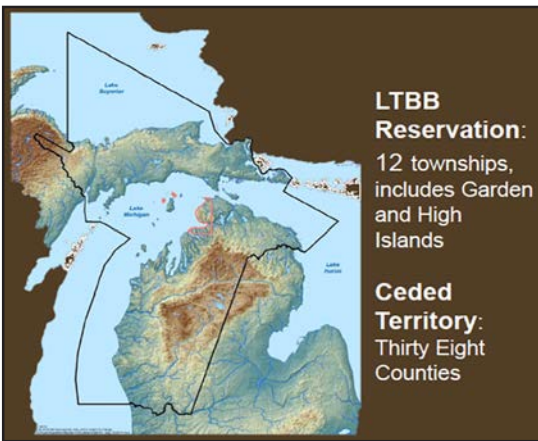 Lake
Superior
Lake
Michigan
Lake
Huron
LTBB
Reservation:
12 townships,
includes Garden
and High
Islands
Ceded
Territory:
Thirty Eight
Counties